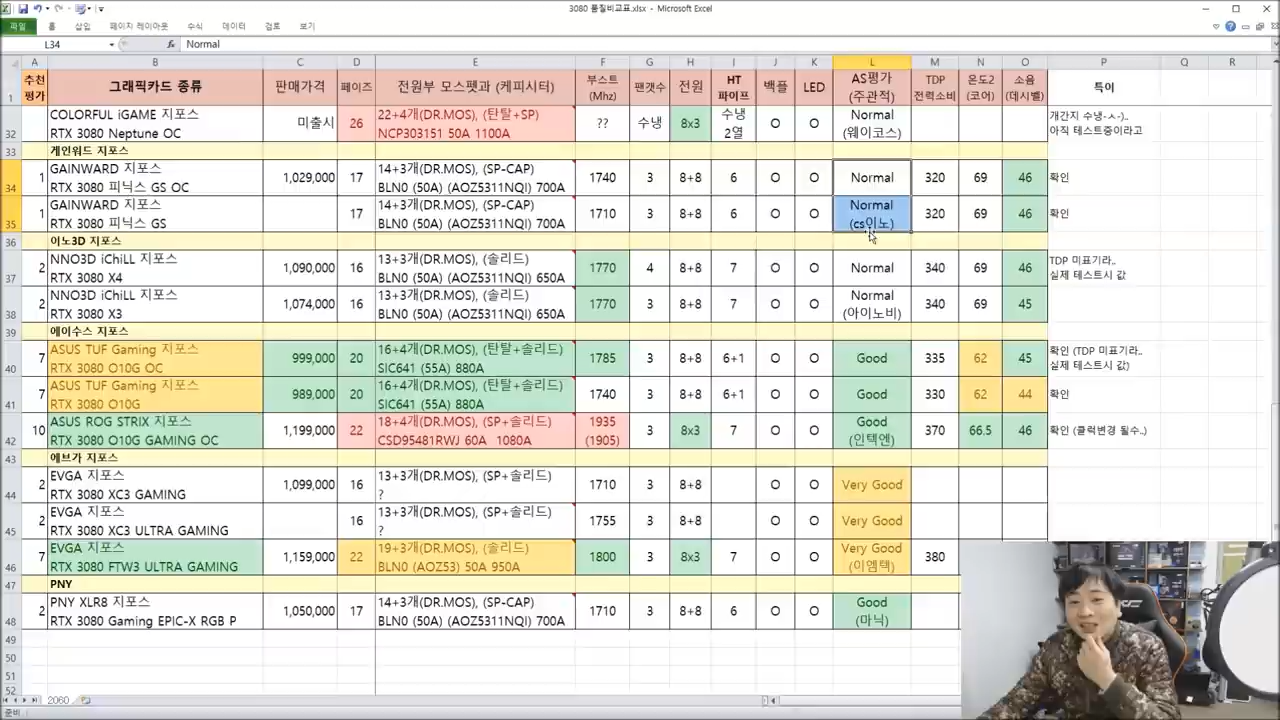 3080 품질비교표.xlsx - Microsoft Excel
파일 홈 삽입 페이지 레이아웃 수식 데이터 검토 보기
L34 fx Normal
A B C D E F G H I J K L M N O P Q R
1 추천 평가 그래픽카드 종류 판매가격 페이즈 전원부 모스펫과 (케피시터) 부스트 (Mhz) 팬갯수 전원 HT 파이프 백플 LED AS평가 (주관적) TDP 전력소비 온도2 (코어) 소음 (데시벨) 특이
COLORFUL iGAME 지포스 22+4개(DR.MOS), (탄탈+SP) 수냉 Normal 개간지 수냉-ㅅ-)..
32 RTX 3080 Neptune OC 미출시 26 NCP303151 50A 1100A ?? 수냉 8x3 2열 O O (웨이코스) 아직 테스트중이라고
33 게인워드 지포스
GAINWARD 지포스 14+3개(DR.MOS), (SP-CAP)
34 1 RTX 3080 피닉스 GS OC 1,029,000 17 BLN0 (50A) (AOZ5311NQI) 700A 1740 3 8+8 6 O O Normal 320 69 46 확인
GAINWARD 지포스 14+3개(DR.MOS), (SP-CAP) Normal
35 1 RTX 3080 피닉스 GS 17 BLN0 (50A) (AOZ5311NQI) 700A 1710 3 8+8 6 O O (cs이노) 320 69 46 확인
36 이노3D 지포스
NNO3D iChiLL 지포스 13+3개(DR.MOS), (솔리드) TDP 미표기라..
37 2 RTX 3080 X4 1,090,000 16 BLN0 (50A) (AOZ5311NQI) 650A 1770 4 8+8 7 O O Normal 340 69 46 실제 테스트시 값
NNO3D iChiLL 지포스 13+3개(DR.MOS), (솔리드) Normal
38 2 RTX 3080 X3 1,074,000 16 BLN0 (50A) (AOZ5311NQI) 650A 1770 3 8+8 7 O O (아이노비) 340 69 45
39 에이수스 지포스
ASUS TUF Gaming 지포스 16+4개(DR.MOS), (탄탈+솔리드) 확인 (TDP 미표기라..
40 7 RTX 3080 O10G OC 999,000 20 SIC641 (55A) 880A 1785 3 8+8 6+1 O O Good 335 62 45 실제 테스트시 값)
ASUS TUF Gaming 지포스 16+4개(DR.MOS), (탄탈+솔리드)
41 7 RTX 3080 O10G 989,000 20 SIC641 (55A) 880A 1740 3 8+8 6+1 O O Good 330 62 44 확인
ASUS ROG STRIX 지포스 18+4개(DR.MOS), (SP+솔리드) 1935 Good
42 10 RTX 3080 O10G GAMING OC 1,199,000 22 CSD95481RWJ 60A 1080A (1905) 3 8x3 7 O O (인텍앤) 370 66.5 46 확인 (클럭변경 될수..)
43 에브가 지포스
EVGA 지포스 13+3개(DR.MOS), (SP+솔리드)
44 2 RTX 3080 XC3 GAMING 1,099,000 16 ? 1710 3 8+8 O O Very Good
EVGA 지포스 13+3개(DR.MOS), (SP+솔리드)
45 2 RTX 3080 XC3 ULTRA GAMING 16 ? 1755 3 8+8 O O Very Good
EVGA 지포스 19+3개(DR.MOS), (솔리드) Very Good
46 7 RTX 3080 FTW3 ULTRA GAMING 1,159,000 22 BLN0 (AOZ53) 50A 950A 1800 3 8x3 7 O O (이엠텍) 380
47 PNY
PNY XLR8 지포스 14+3개(DR.MOS), (SP-CAP) Good
48 2 RTX 3080 Gaming EPIC-X RGB P 1,050,000 17 BLN0 (50A) (AOZ5311NQI) 700A 1710 3 8+8 6 O O (마닉)
49
50
51
52
2060
준비